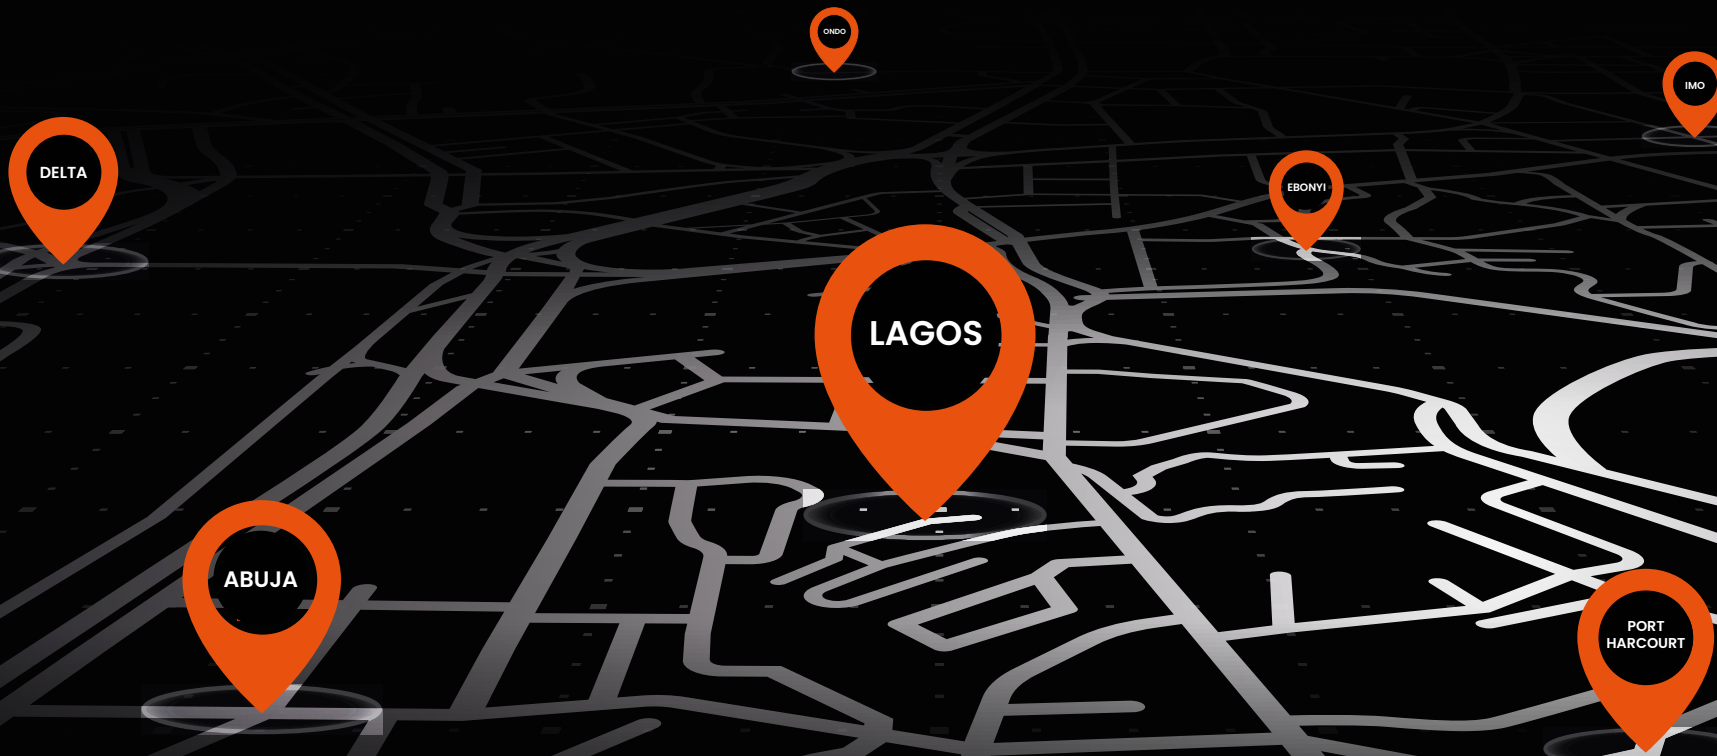 ONDO
IMO
DELTA
EBONYI
LAGOS
ABUJA
PORT
HARCOURT